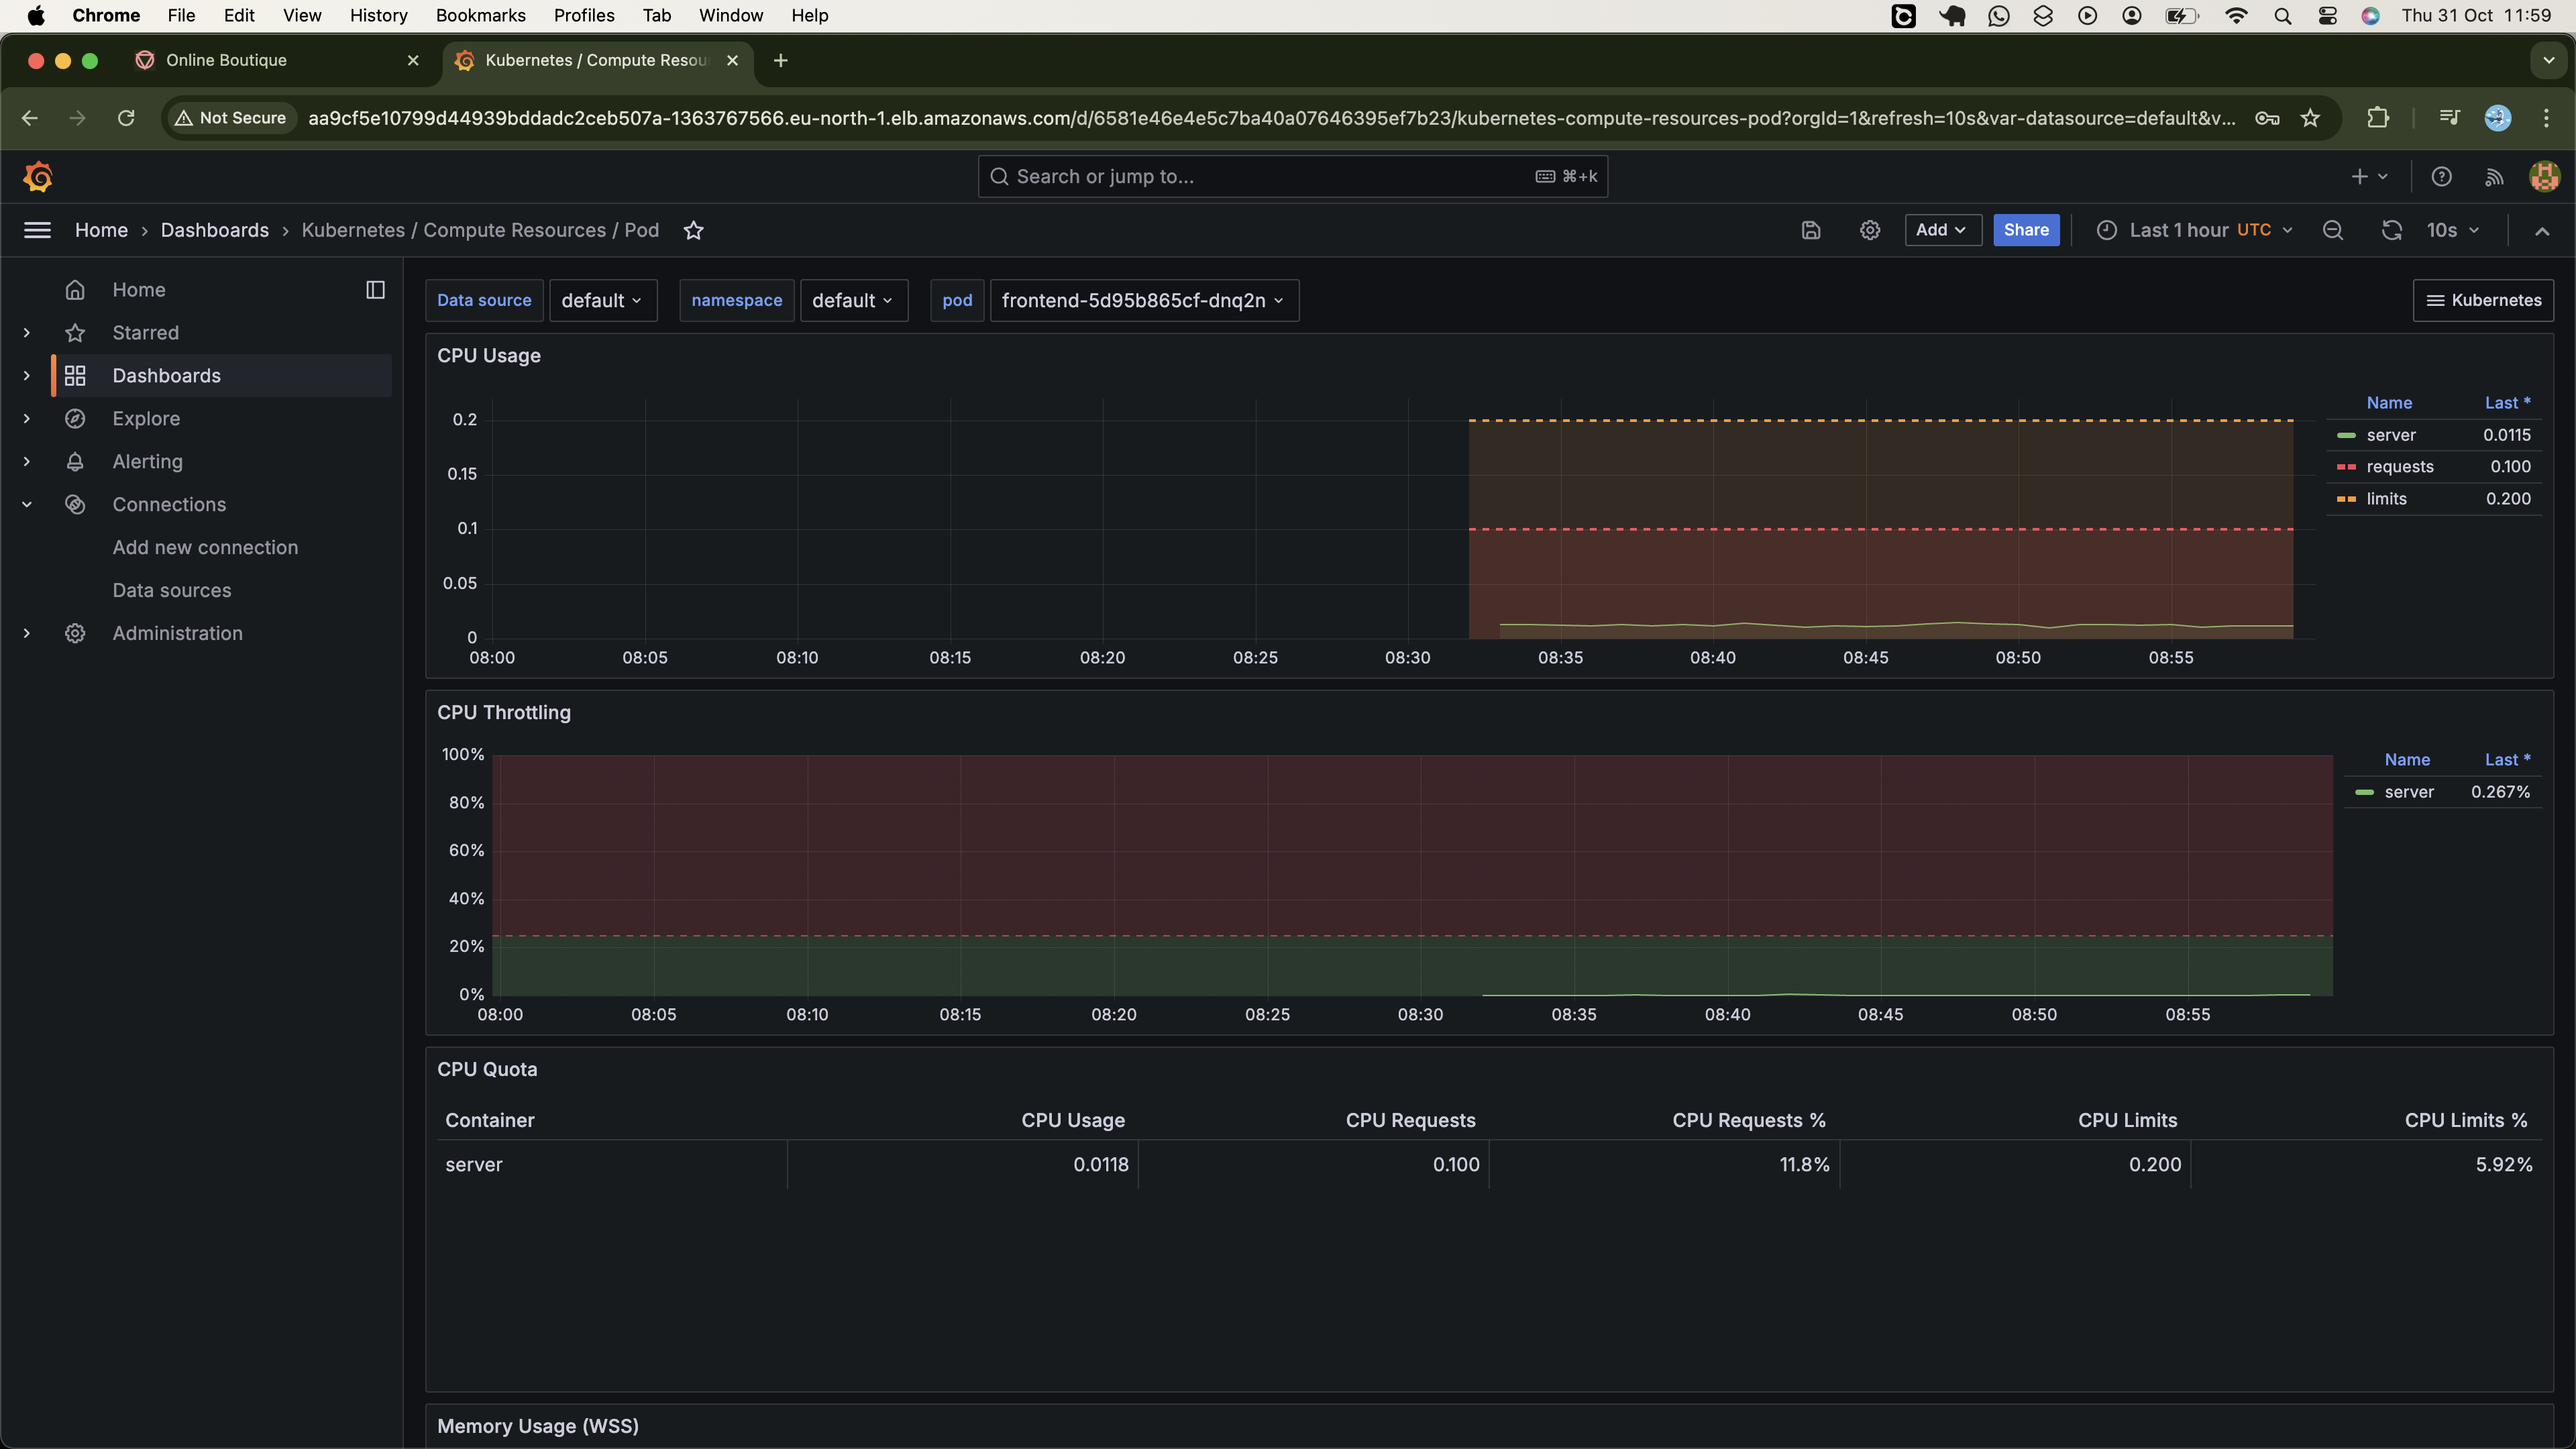 Chrome File Edit View History Bookmarks Profiles Tab Window Help Thu 31 Oct 11:59
Online Boutique Kubernetes / Compute Resou
Not Secure aa9cf5e10799d44939bddadc2ceb507a-1363767566.eu-north-1.elb.amazonaws.com/d/6581e46e4e5c7ba40a07646395ef7b23/kubernetes-compute-resources-pod?orgId=1&refresh=10s&var-datasource=default&v...
Search or jump to... ⌘+k
Home › Dashboards › Kubernetes / Compute Resources / Pod Add Share Last 1 hour UTC 10s
Home
Starred
Dashboards
Explore
Alerting
Connections
Add new connection
Data sources
Administration
Data source default namespace default pod frontend-5d95b865cf-dnq2n Kubernetes
CPU Usage
0.2
0.15
0.1
0.05
0
08:00 08:05 08:10 08:15 08:20 08:25 08:30 08:35 08:40 08:45 08:50 08:55
Name Last *
server 0.0115
requests 0.100
limits 0.200
CPU Throttling
100%
80%
60%
40%
20%
0%
08:00 08:05 08:10 08:15 08:20 08:25 08:30 08:35 08:40 08:45 08:50 08:55
Name Last *
server 0.267%
CPU Quota
Container CPU Usage CPU Requests CPU Requests % CPU Limits CPU Limits %
server 0.0118 0.100 11.8% 0.200 5.92%
Memory Usage (WSS)